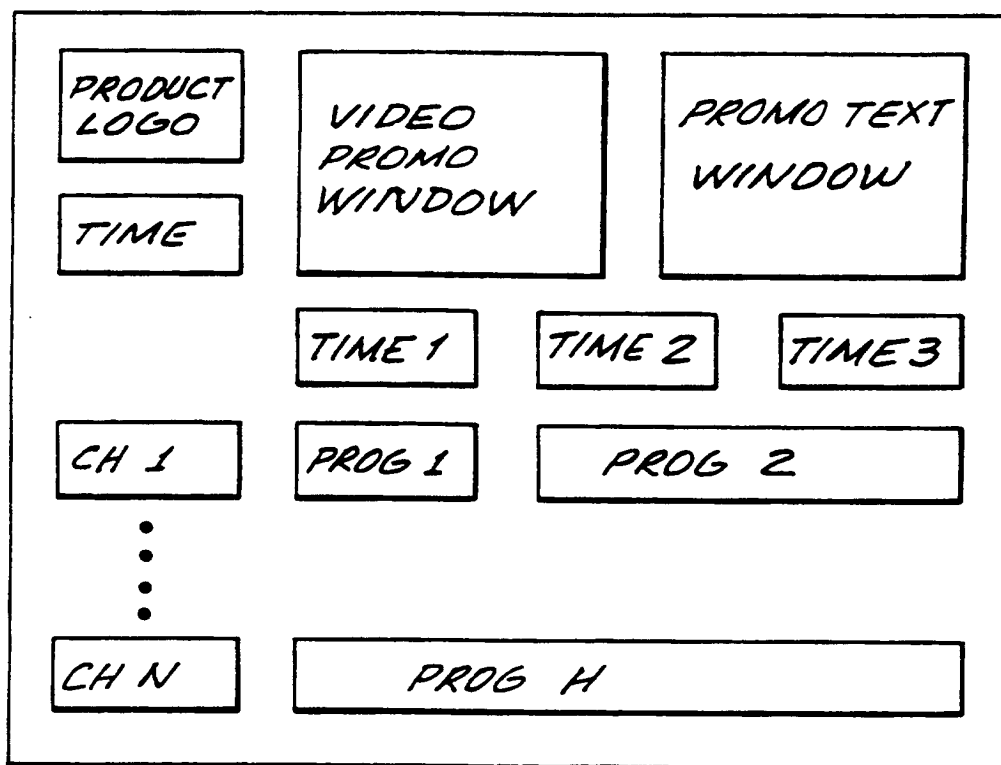 PRODUCT
LOGO
VIDEO
PROMO
WINDOW
PROMO TEXT
WINDOW
TIME
TIME 1
TIME 2
TIME 3
CH 1
PROG 1
PROG 2
CH N
PROG H